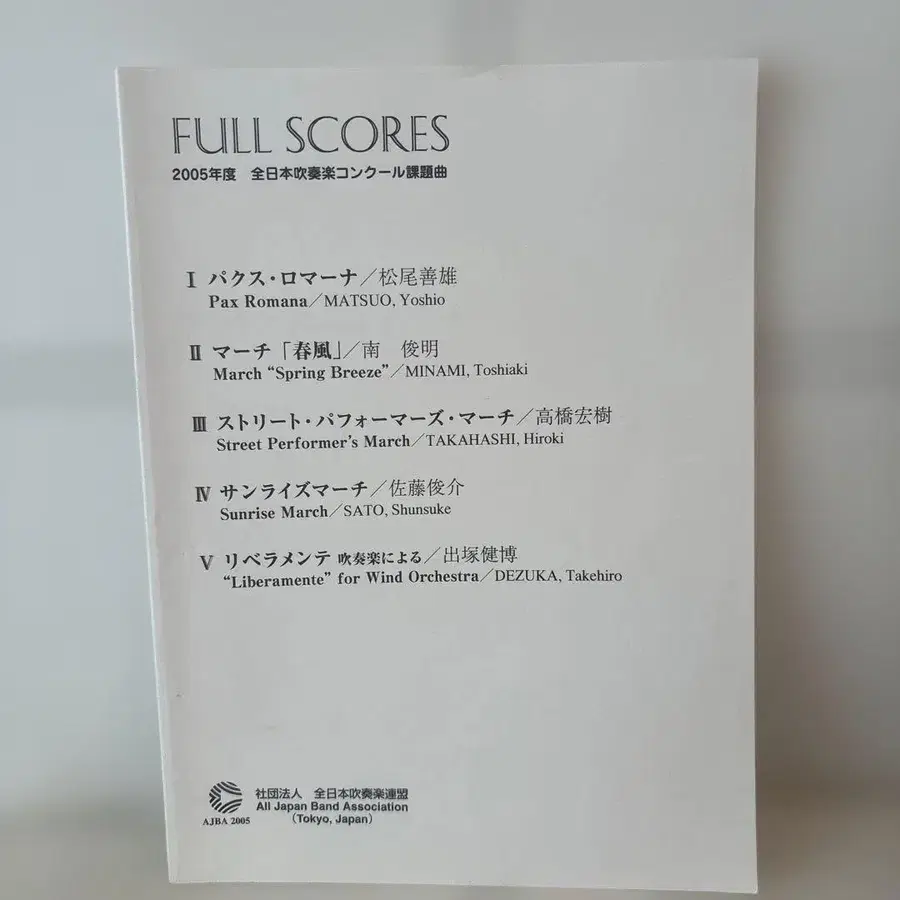 FULL SCORES
2005年度 全日本吹奏楽コンクール課題曲
Ⅰ パクス・ロマーナ／松尾善雄
Pax Romana／MATSUO, Yoshio
Ⅱ マーチ「春風」／南 俊明
March “Spring Breeze”／MINAMI, Toshiaki
Ⅲ ストリート・パフォーマーズ・マーチ／高橋宏樹
Street Performer’s March／TAKAHASHI, Hiroki
Ⅳ サンライズマーチ／佐藤俊介
Sunrise March／SATO, Shunsuke
Ⅴ リベラメンテ 吹奏楽による／出塚健博
“Liberamente” for Wind Orchestra／DEZUKA, Takehiro
社団法人 全日本吹奏楽連盟
All Japan Band Association
(Tokyo, Japan)
AJBA 2005